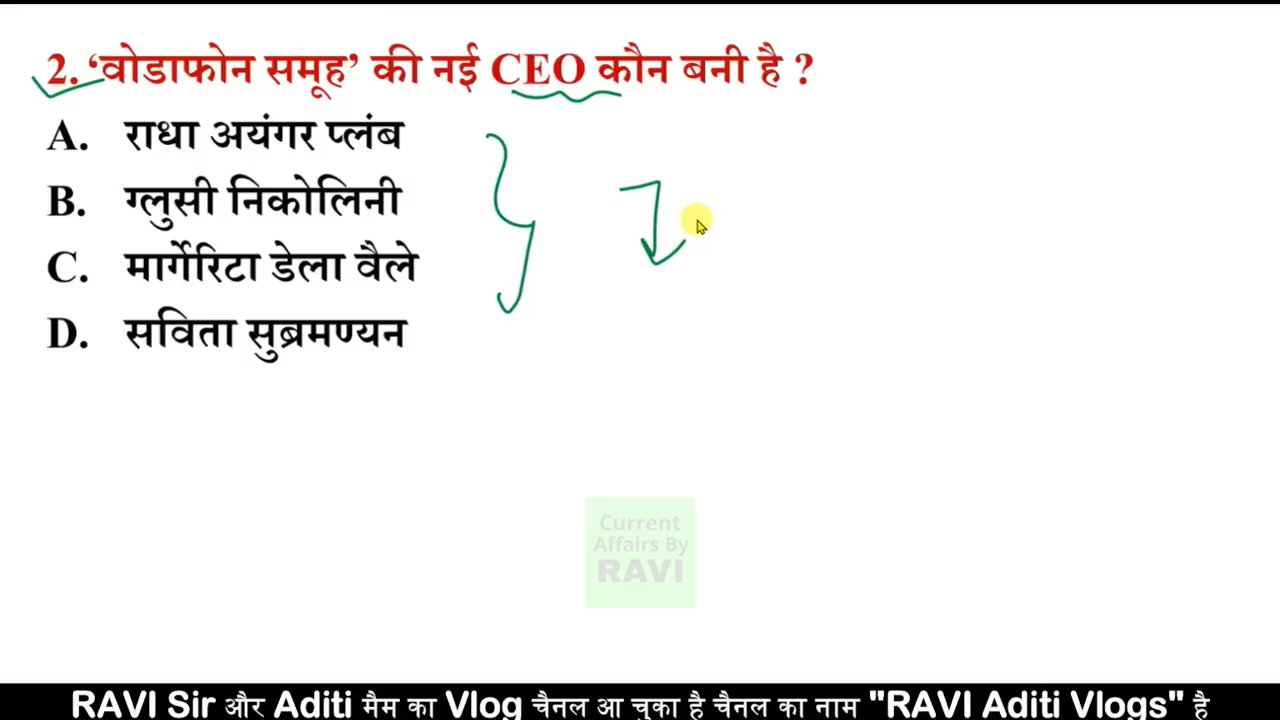 2. ‘वोडाफोन समूह’ की नई CEO कौन बनी है ?
A. राधा अयंगर प्लंब
B. ग्लुसी निकोलिनी
C. मार्गेरिटा डेला वैले
D. सविता सुब्रमण्यन
Current
Affairs By
RAVI
RAVI Sir और Aditi मैम का Vlog चैनल आ चुका है चैनल का नाम "RAVI Aditi Vlogs" है